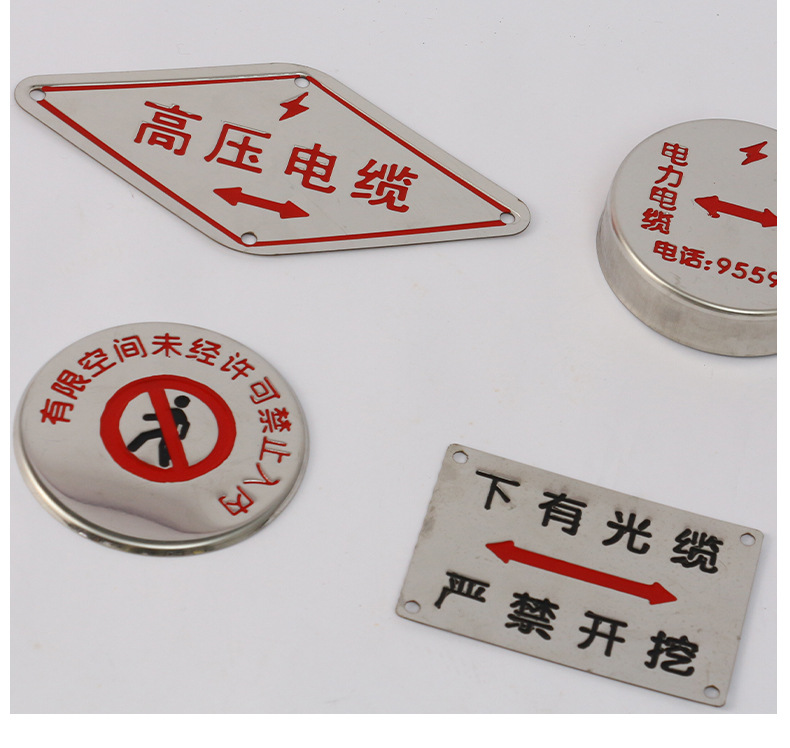 高压电缆
电力电缆
电话:9559
有限空间未经许可禁止入内
下有光缆
严禁开挖